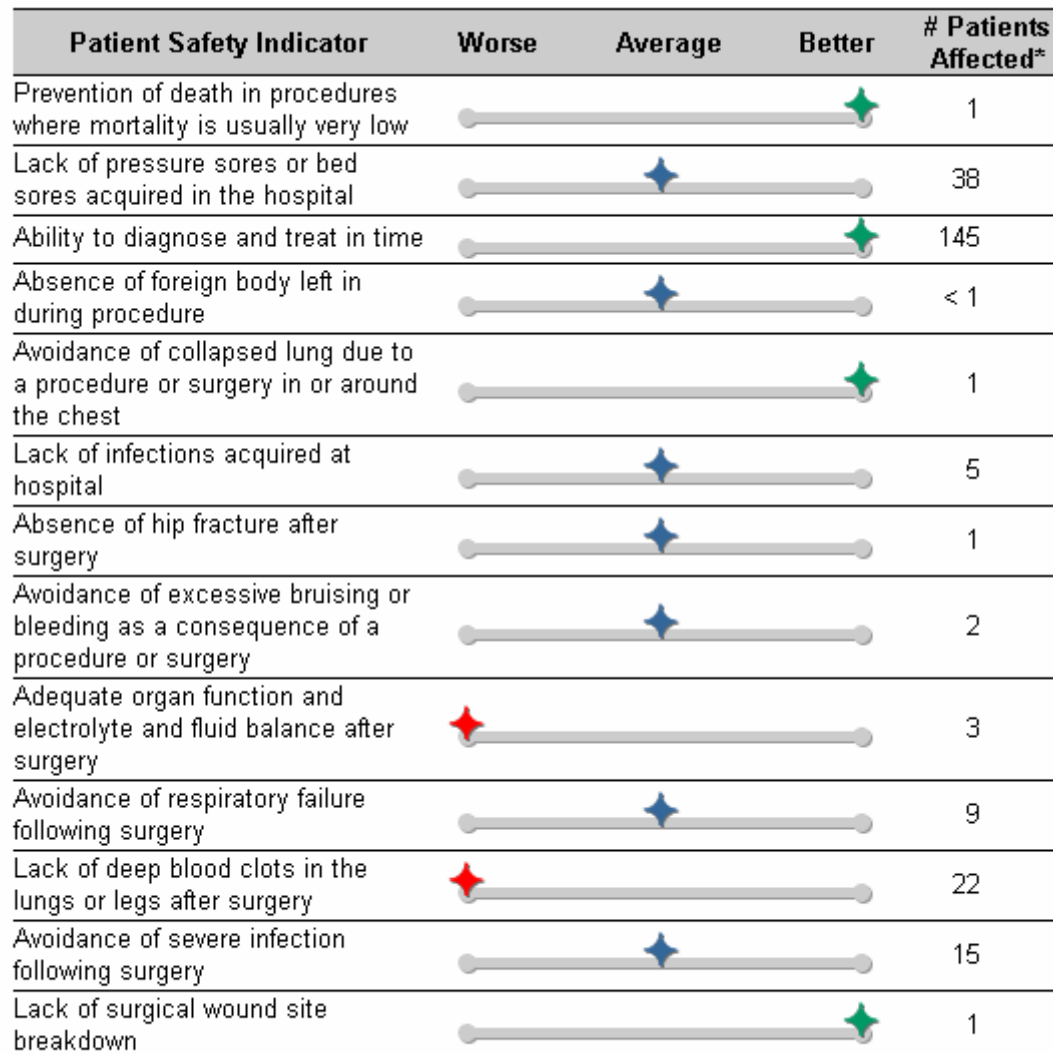 Patient Safety Indicator Worse Average Better # Patients Affected*
Prevention of death in procedures
where mortality is usually very low 1
Lack of pressure sores or bed
sores acquired in the hospital 38
Ability to diagnose and treat in time 145
Absence of foreign body left in
during procedure < 1
Avoidance of collapsed lung due to
a procedure or surgery in or around 1
the chest
Lack of infections acquired at
hospital 5
Absence of hip fracture after
surgery 1
Avoidance of excessive bruising or
bleeding as a consequence of a 2
procedure or surgery
Adequate organ function and
electrolyte and fluid balance after 3
surgery
Avoidance of respiratory failure
following surgery 9
Lack of deep blood clots in the
lungs or legs after surgery 22
Avoidance of severe infection
following surgery 15
Lack of surgical wound site
breakdown 1